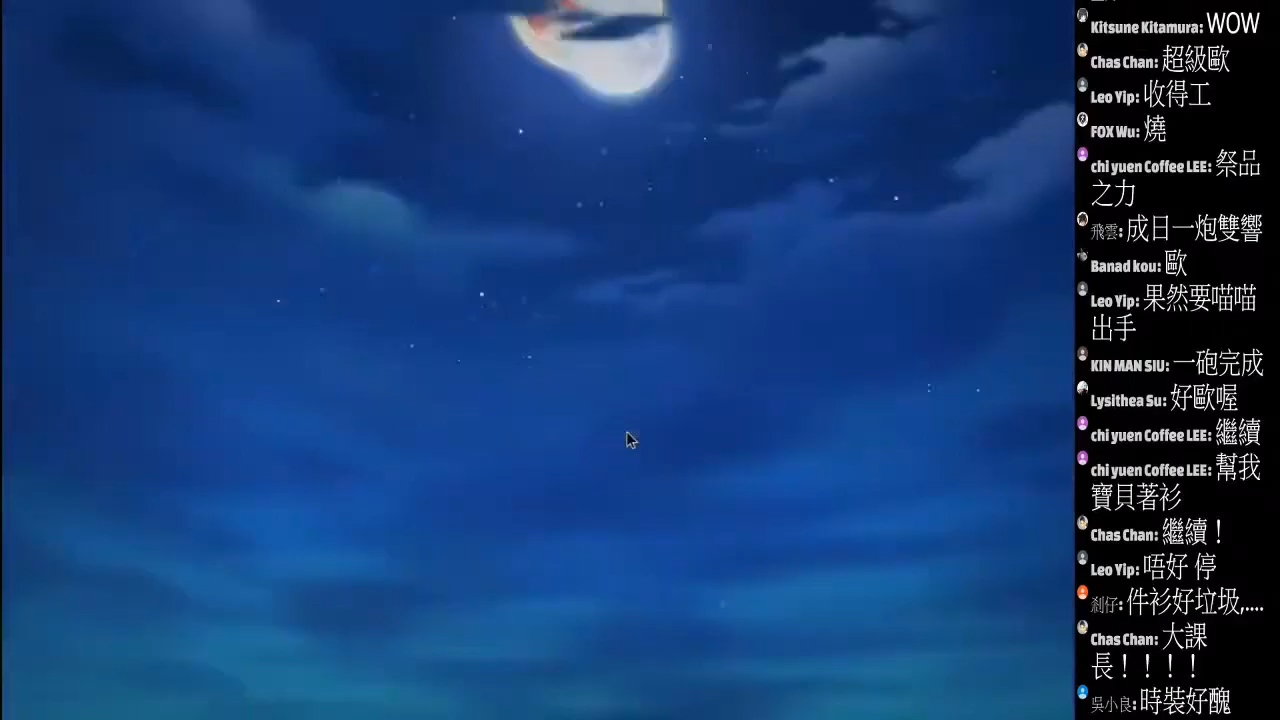 Kitsune Kitamura: WOW
Chas Chan: 超級歐
Leo Yip: 收得工
FOX Wu: 燒
chi yuen Coffee LEE: 祭品
之力
飛雲: 成日一炮雙響
Banad kou: 歐
Leo Yip: 果然要喵喵
出手
KIN MAN SIU: 一砲完成
Lysithea Su: 好歐喔
chi yuen Coffee LEE: 繼續
chi yuen Coffee LEE: 幫我
寶貝著衫
Chas Chan: 繼續！
Leo Yip: 唔好 停
刹仔: 件衫好垃圾,....
Chas Chan: 大課
長！！！！
吳小良: 時裝好醜